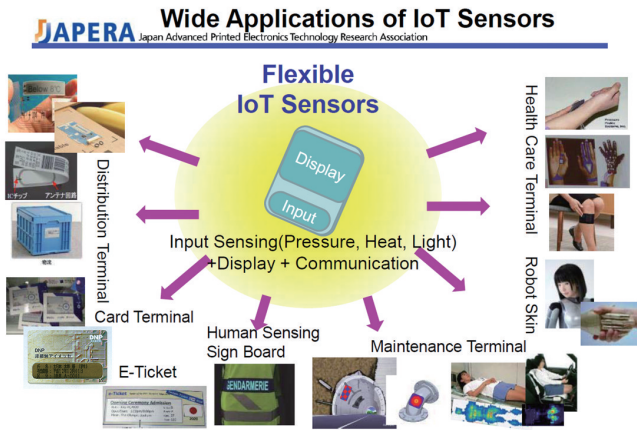 JAPERA
Japan Advanced Printed Electronics Technology Research Association
Wide Applications of IoT Sensors
Flexible
IoT Sensors
Display
Input
Input Sensing(Pressure, Heat, Light)
+Display + Communication
Distribution Terminal
ICチップ
アンテナ回路
Card Terminal
DNP
E-Ticket
e-Ticket
Human Sensing
Sign Board
GENDARMERIE
Maintenance Terminal
Health Care Terminal
Robot Skin